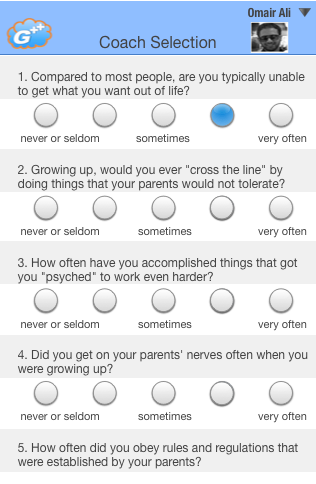 Omair Ali
G++
Coach Selection
1. Compared to most people, are you typically unable
to get what you want out of life?
never or seldom sometimes very often
2. Growing up, would you ever "cross the line" by
doing things that your parents would not tolerate?
never or seldom sometimes very often
3. How often have you accomplished things that got
you "psyched" to work even harder?
never or seldom sometimes very often
4. Did you get on your parents' nerves often when you
were growing up?
never or seldom sometimes very often
5. How often did you obey rules and regulations that
were established by your parents?